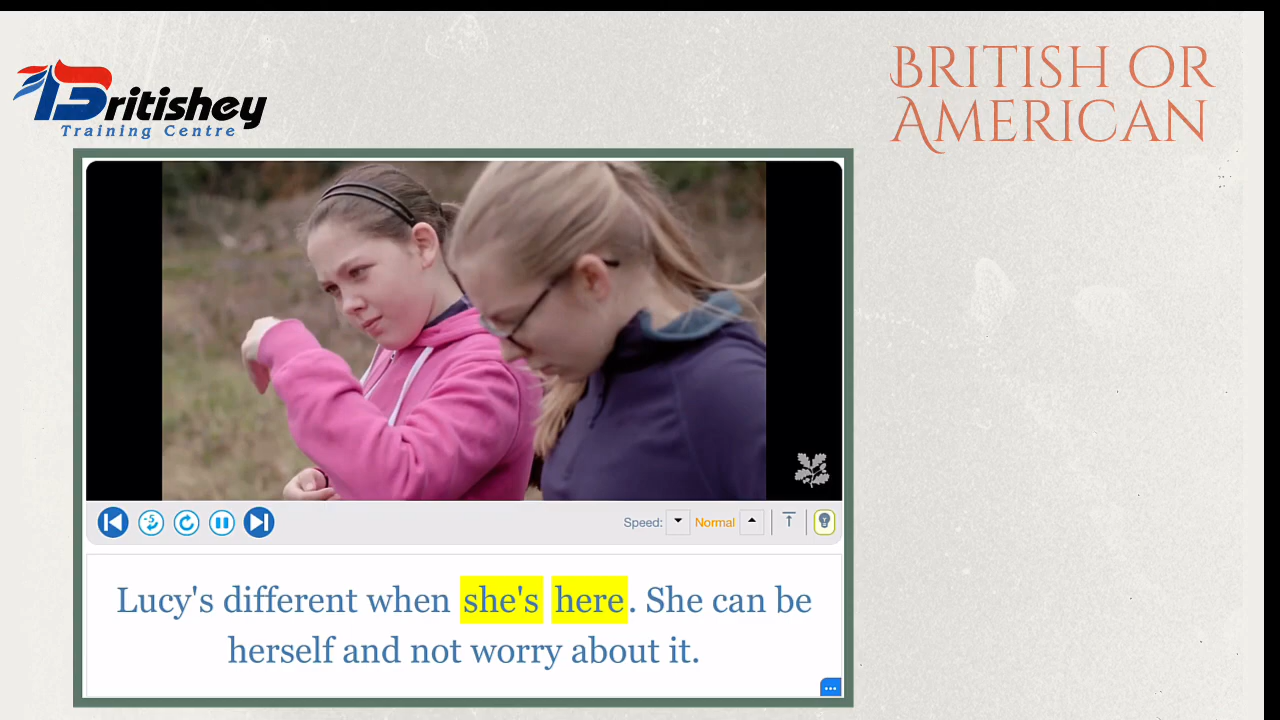 Britishey
Training Centre
British or
American
Speed:
Normal
Lucy's different when she's here. She can be
herself and not worry about it.